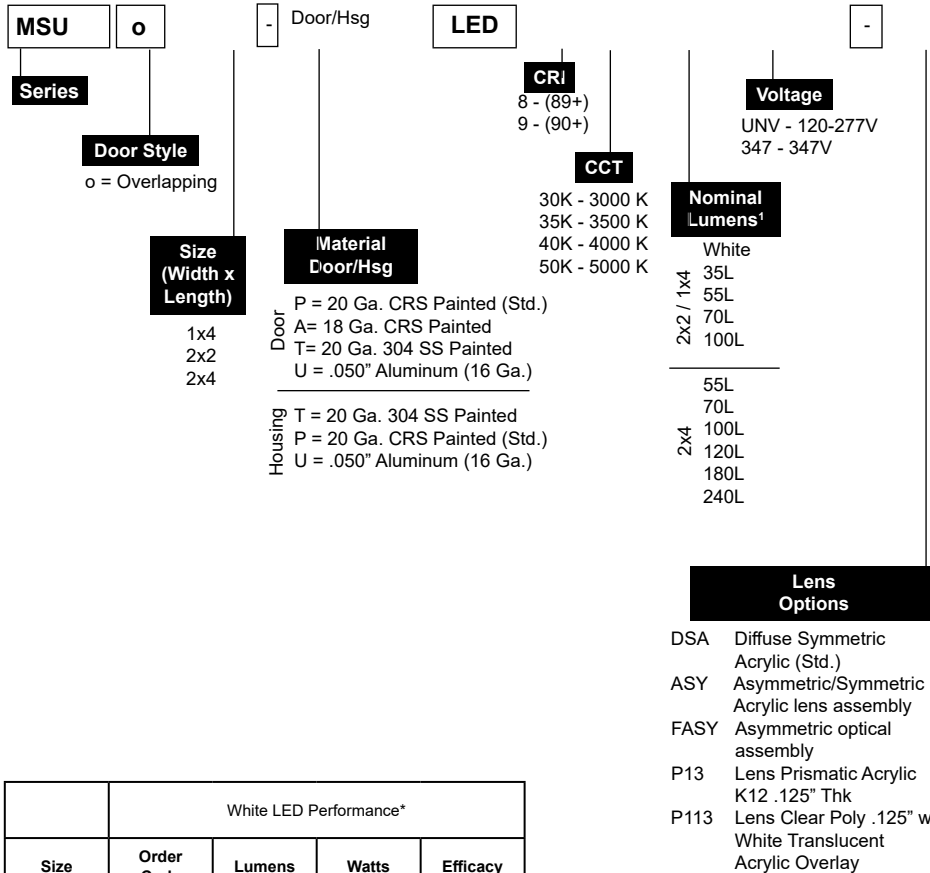 MSU o - Door/Hsg LED -
Series
Door Style
o = Overlapping
Size
(Width x
Length)
1x4
2x2
2x4
Material
Door/Hsg
Door
P = 20 Ga. CRS Painted (Std.)
A= 18 Ga. CRS Painted
T= 20 Ga. 304 SS Painted
U = .050” Aluminum (16 Ga.)
Housing
T = 20 Ga. 304 SS Painted
P = 20 Ga. CRS Painted (Std.)
U = .050” Aluminum (16 Ga.)
CRI
8 - (89+)
9 - (90+)
CCT
30K - 3000 K
35K - 3500 K
40K - 4000 K
50K - 5000 K
Nominal
Lumens¹
White
2x2 / 1x4
35L
55L
70L
100L
2x4
55L
70L
100L
120L
180L
240L
Voltage
UNV - 120-277V
347 - 347V
Lens
Options
DSA Diffuse Symmetric
Acrylic (Std.)
ASY Asymmetric/Symmetric
Acrylic lens assembly
FASY Asymmetric optical
assembly
P13 Lens Prismatic Acrylic
K12 .125” Thk
P113 Lens Clear Poly .125” w
White Translucent
Acrylic Overlay
White LED Performance*
Size Order Lumens Watts Efficacy